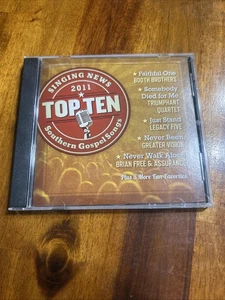 SINGING NEWS
2011
TOP TEN
Southern Gospel Songs
★ Faithful One
BOOTH BROTHERS
★ Somebody
Died for Me
TRIUMPHANT
QUARTET
★ Just Stand
LEGACY FIVE
★ Never Been
GREATER VISION
★ Never Walk Alone
BRIAN FREE & ASSURANCE
Plus 5 More Fan-Favorites